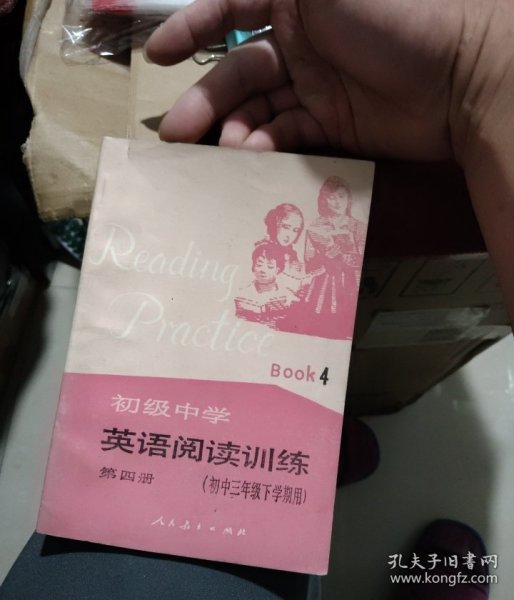 Reading
Practice
Book 4
初级中学
英语阅读训练
第四册
(初中三年级下学期用)
人民教育出版社
孔夫子旧书网
www.kongfz.com